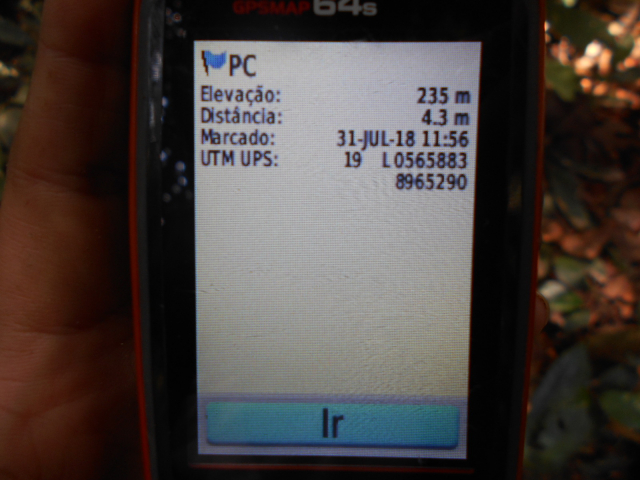 GPSMAP 64s
PC
Elevação: 235 m
Distância: 4.3 m
Marcado: 31-JUL-18 11:56
UTM UPS: 19 L 0565883
8965290
Ir